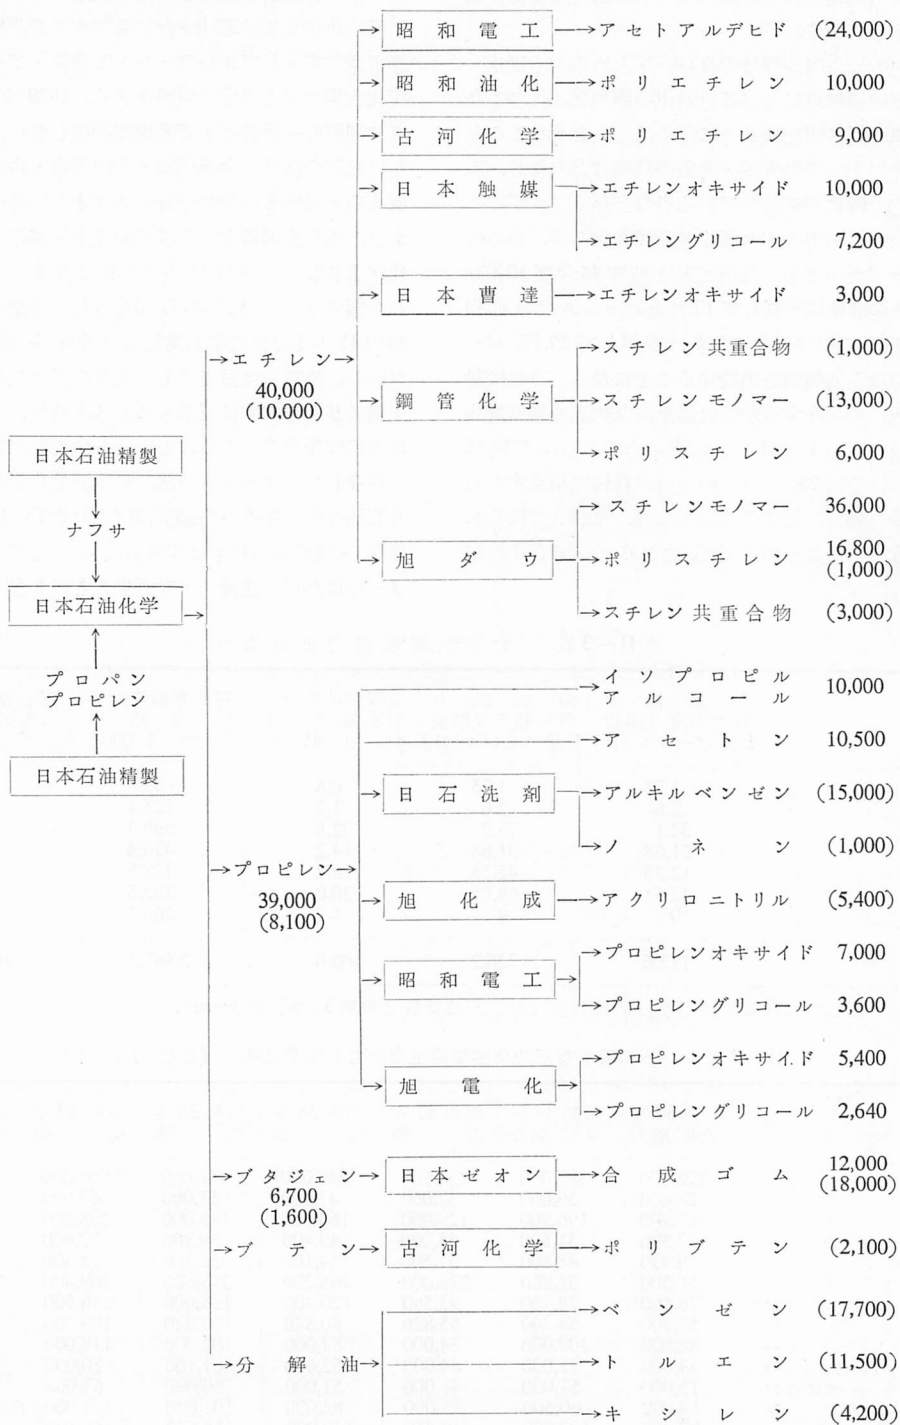 昭和電工→アセトアルデヒド (24,000)
昭和油化→ポリエチレン 10,000
古河化学→ポリエチレン 9,000
日本触媒→エチレンオキサイド 10,000
→エチレングリコール 7,200
日本曹達→エチレンオキサイド 3,000
→スチレン共重合物 (1,000)
→エチレン→
40,000
(10.000)
鋼管化学→スチレンモノマー (13,000)
→ポリスチレン 6,000
日本石油精製
ナフサ
日本石油化学
プロパン
プロピレン
日本石油精製
→スチレンモノマー 36,000
旭ダウ→ポリスチレン 16,800
(1,000)
→スチレン共重合物 (3,000)
→イソプロピル
アルコール 10,000
→アセトン 10,500
日石洗剤→アルキルベンゼン (15,000)
→ノネン (1,000)
→プロピレン→
39,000
(8,100)
旭化成→アクリロニトリル (5,400)
昭和電工→プロピレンオキサイド 7,000
→プロピレングリコール 3,600
旭電化→プロピレンオキサイド 5,400
→プロピレングリコール 2,640
→ブタジェン→日本ゼオン→合成ゴム 12,000
(18,000)
6,700
(1,600)
→ブテン→古河化学→ポリブテン (2,100)
→ベンゼン (17,700)
→分解油→トルエン (11,500)
→キシレン (4,200)